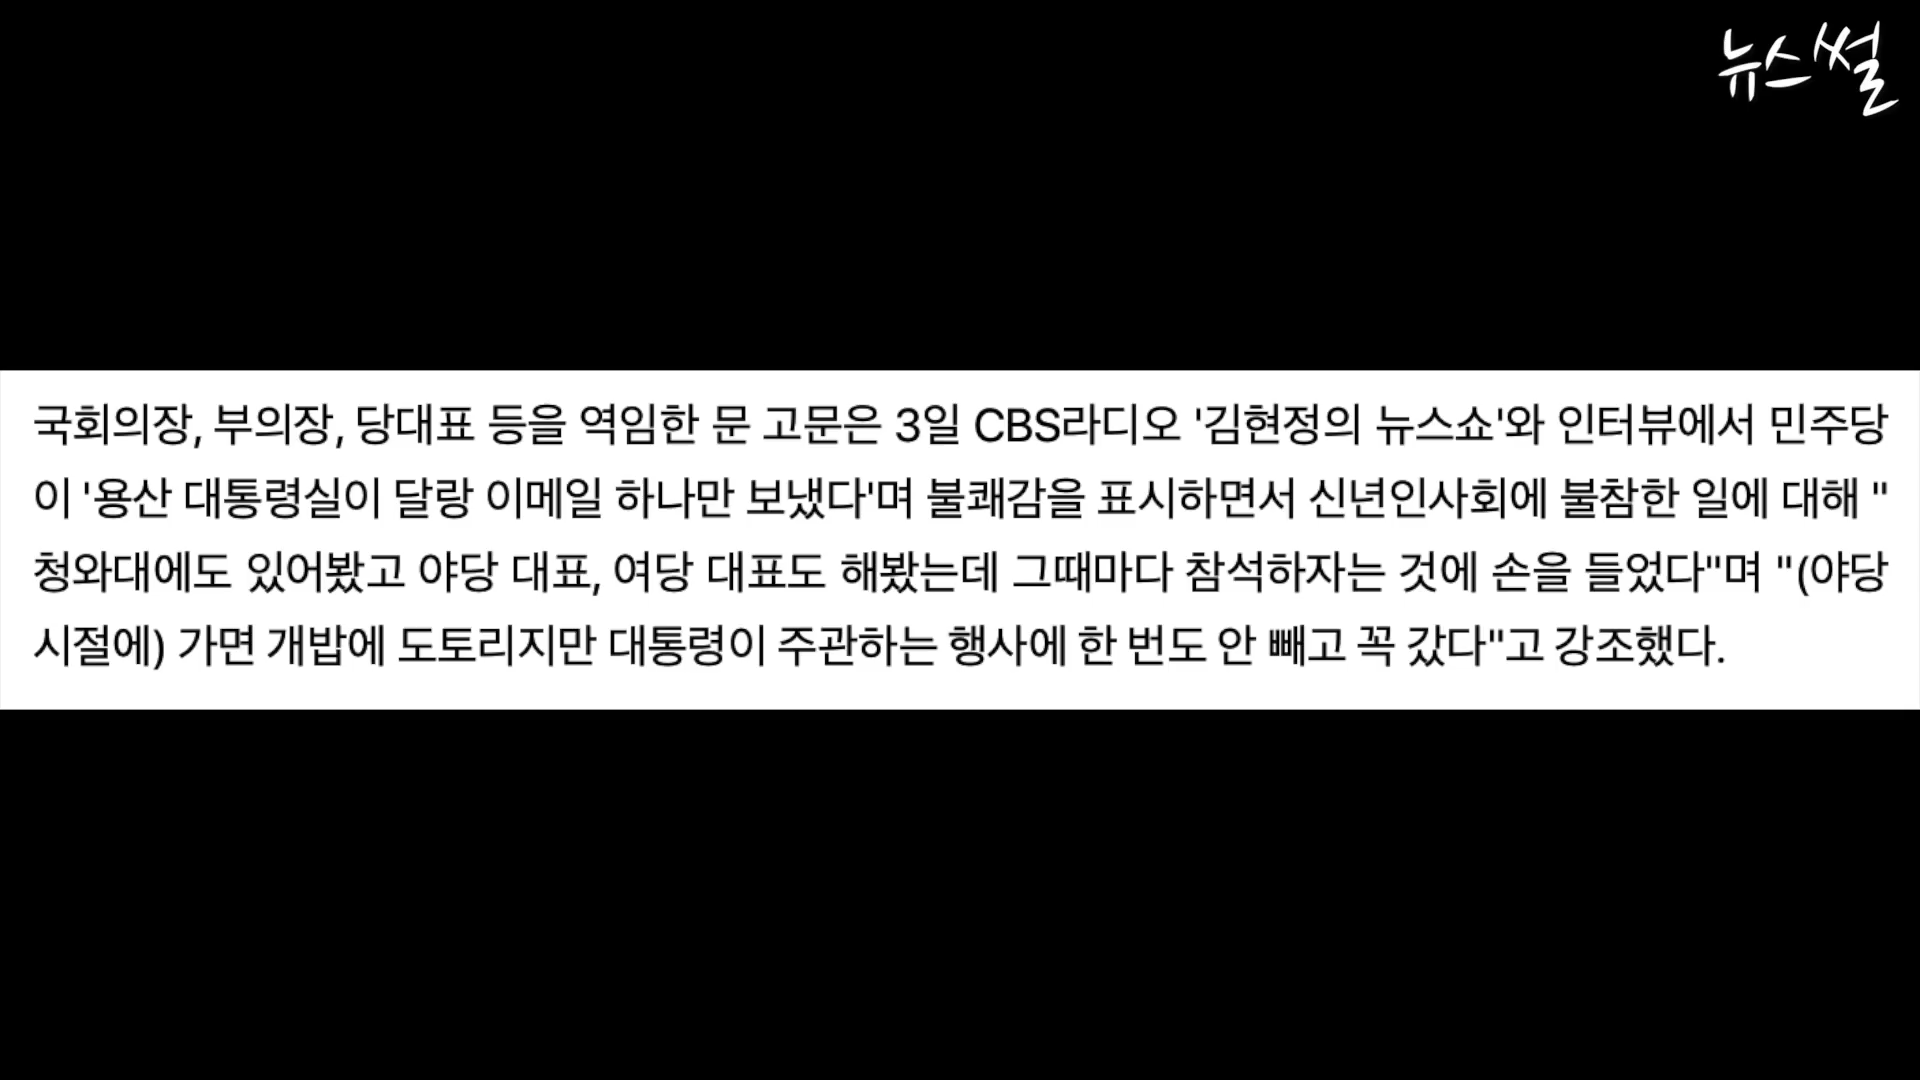 뉴스썰
국회의장, 부의장, 당대표 등을 역임한 문 고문은 3일 CBS라디오 '김현정의 뉴스쇼'와 인터뷰에서 민주당
이 '용산 대통령실이 달랑 이메일 하나만 보냈다'며 불쾌감을 표시하면서 신년인사회에 불참한 일에 대해 "
청와대에도 있어봤고 야당 대표, 여당 대표도 해봤는데 그때마다 참석하자는 것에 손을 들었다"며 "(야당
시절에) 가면 개밥에 도토리지만 대통령이 주관하는 행사에 한 번도 안 빼고 꼭 갔다"고 강조했다.